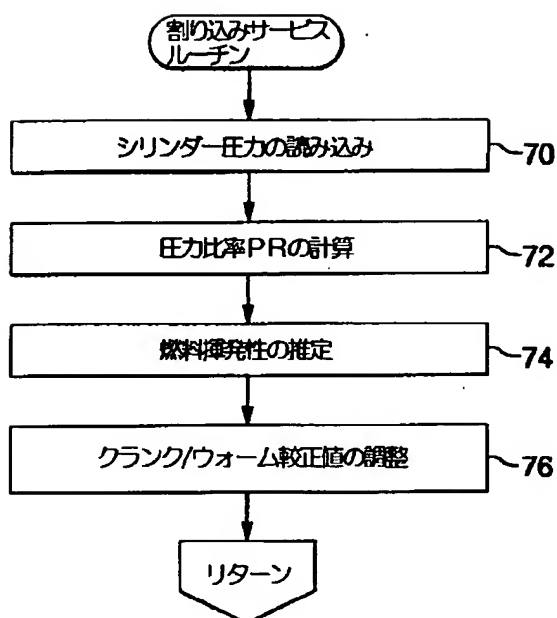 割り込みサービス
ルーチン
シリンダー圧力の読み込み
70
圧力比率PRの計算
72
燃料揮発性の推定
74
クランク/ウォーム較正値の調整
76
リターン